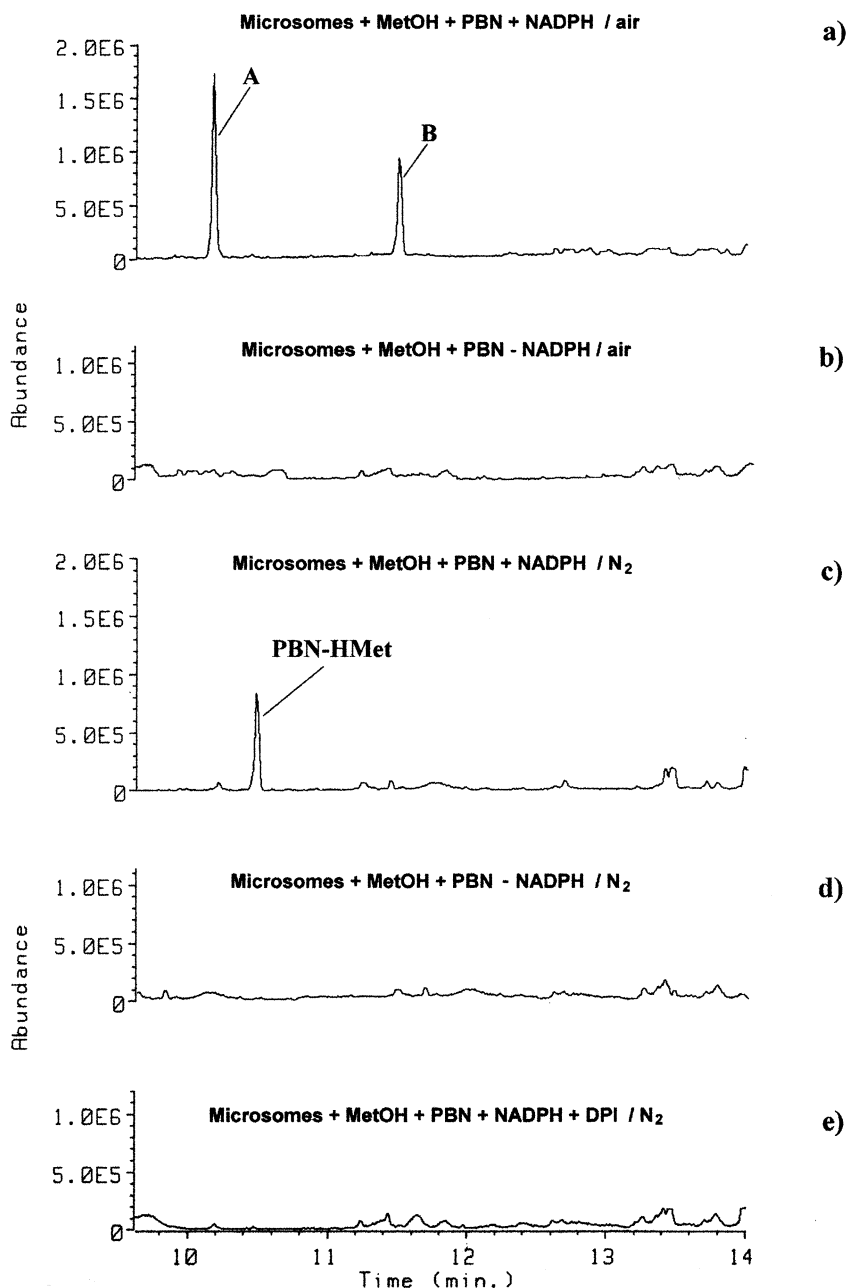 Microsomes + MetOH + PBN + NADPH / air
a)
2.0E6
1.5E6
1.0E6
5.0E5
0
A
B
Abundance
Microsomes + MetOH + PBN - NADPH / air
b)
1.0E6
5.0E5
0
Microsomes + MetOH + PBN + NADPH / N2
c)
2.0E6
1.5E6
1.0E6
5.0E5
0
PBN-HMet
Microsomes + MetOH + PBN - NADPH / N2
d)
1.0E6
5.0E5
0
Abundance
Microsomes + MetOH + PBN + NADPH + DPI / N2
e)
1.0E6
5.0E5
0
10 11 12 13 14
Time (min.)